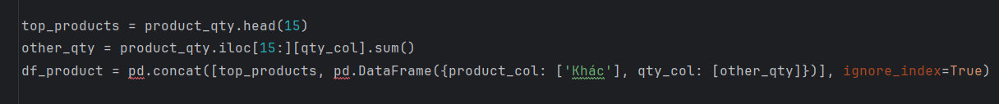 top_products = product_qty.head(15)
other_qty = product_qty.iloc[15:][qty_col].sum()
df_product = pd.concat([top_products, pd.DataFrame({product_col: ['Khác'], qty_col: [other_qty]})], ignore_index=True)